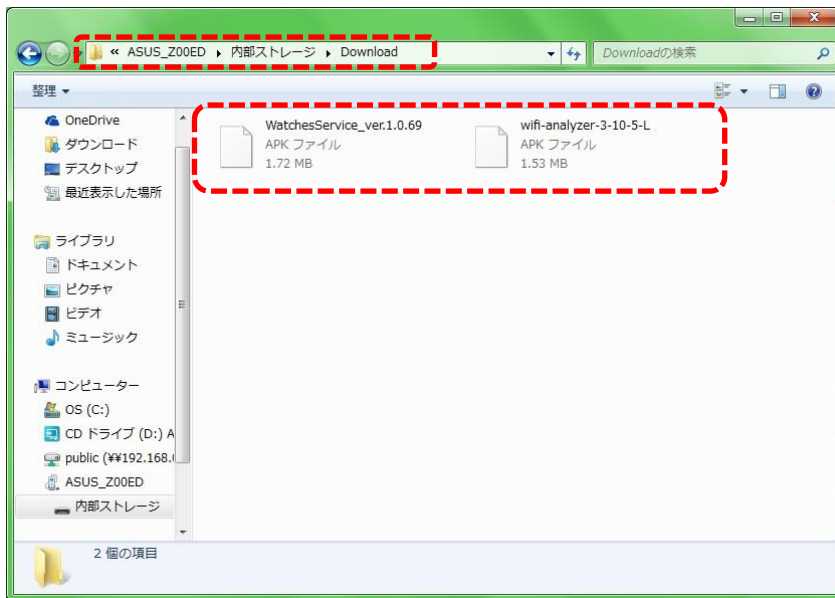 « ASUS_Z00ED ▸ 内部ストレージ ▸ Download
Downloadの検索
整理
OneDrive
ダウンロード
デスクトップ
最近表示した場所
ライブラリ
ドキュメント
ピクチャ
ビデオ
ミュージック
コンピューター
OS (C:)
CD ドライブ (D:) A
public (¥¥192.168.
ASUS_Z00ED
内部ストレージ
WatchesService_ver.1.0.69
APK ファイル
1.72 MB
wifi-analyzer-3-10-5-L
APK ファイル
1.53 MB
2 個の項目